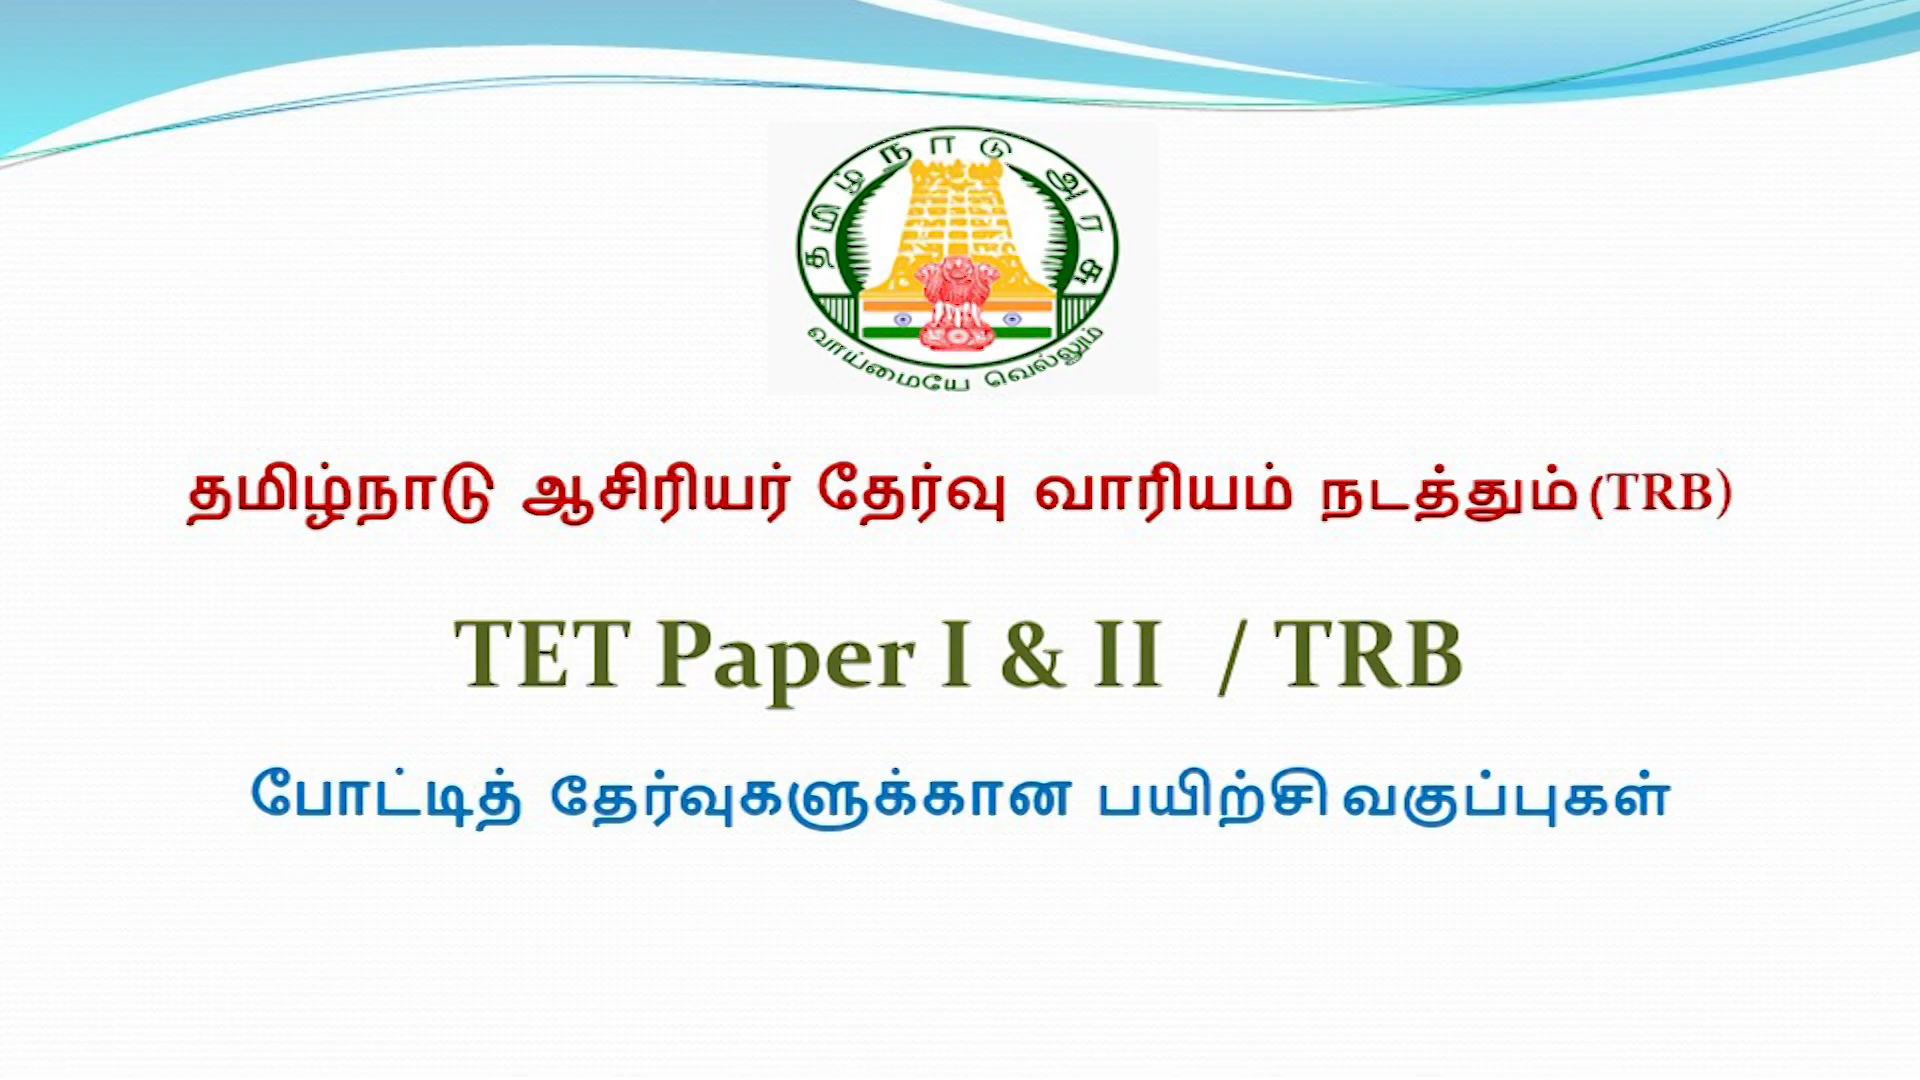 தமிழ்நாடு அரசு
வாய்மையே வெல்லும்
தமிழ்நாடு ஆசிரியர் தேர்வு வாரியம் நடத்தும் (TRB)
TET Paper I & II / TRB
போட்டித் தேர்வுகளுக்கான பயிற்சி வகுப்புகள்